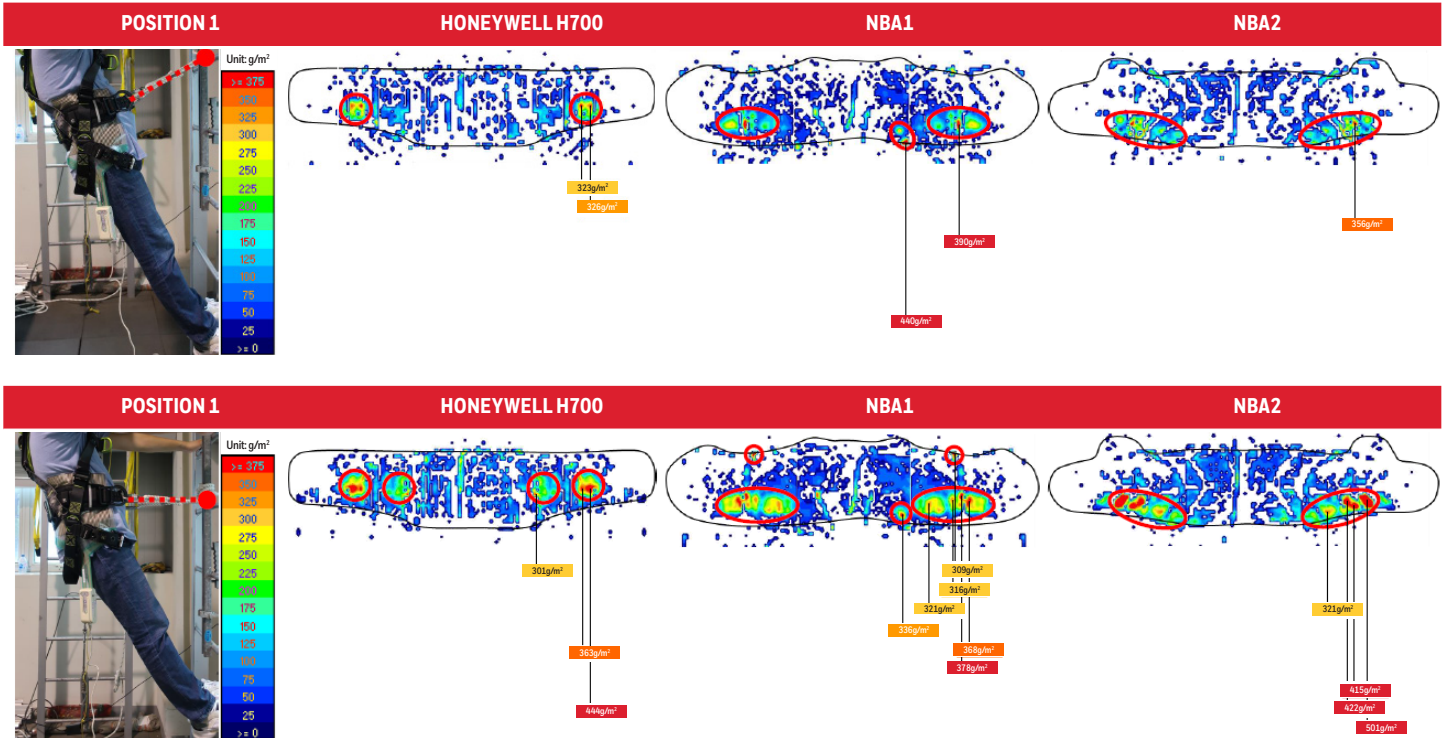 POSITION 1 HONEYWELL H700 NBA1 NBA2
Unit: g/m²
>= 375
350
325
300
275
250
225
200
175
150
125
100
75
50
25
>= 0
323g/m²
326g/m²
390g/m²
440g/m²
356g/m²
POSITION 1 HONEYWELL H700 NBA1 NBA2
Unit: g/m²
>= 375
350
325
300
275
250
225
200
175
150
125
100
75
50
25
>= 0
301g/m²
363g/m²
444g/m²
309g/m²
316g/m²
321g/m²
336g/m²
368g/m²
378g/m²
321g/m²
415g/m²
422g/m²
501g/m²